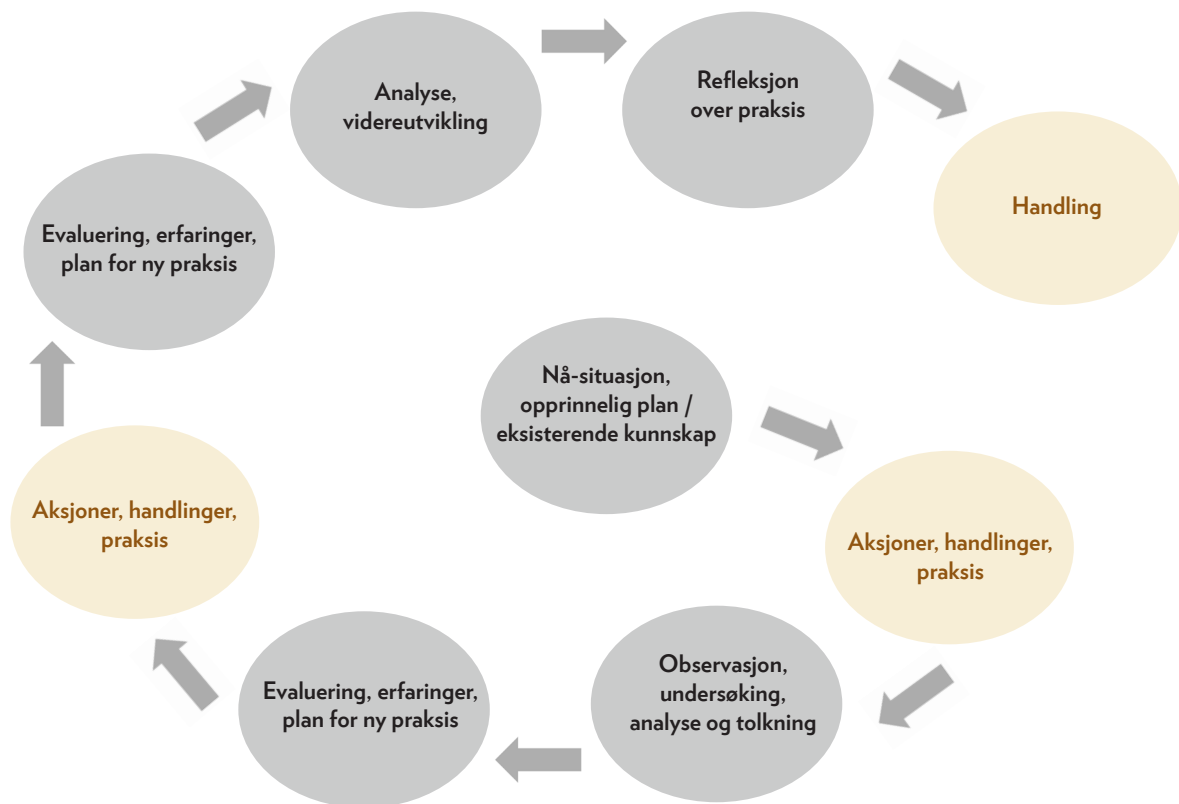 Analyse,
videreutvikling
Refleksjon
over praksis
Handling
Evaluering, erfaringer,
plan for ny praksis
Nå-situasjon,
opprinnelig plan /
eksisterende kunnskap
Aksjoner, handlinger,
praksis
Aksjoner, handlinger,
praksis
Observasjon,
undersøking,
analyse og tolkning
Evaluering, erfaringer,
plan for ny praksis